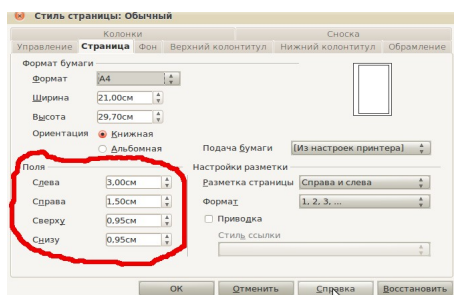 Стиль страницы: Обычный
Колонки Сноска
Управление Страница Фон Верхний колонтитул Нижний колонтитул Обрамление
Формат бумаги
Формат A4
Ширина 21,00см
Высота 29,70см
Ориентация Книжная
Альбомная Подача бумаги [Из настроек принтера]
Поля Настройки разметки
Слева 3,00см Разметка страницы Справа и слева
Справа 1,50см Формат 1, 2, 3, ...
Сверху 0,95см Приводка
Снизу 0,95см Стиль ссылки
ОК Отменить Справка Восстановить